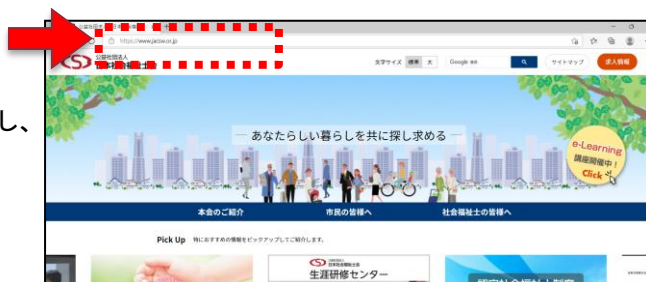 し、
https://www.jacsw.or.jp
公益社団法人
文字サイズ 標準 大
Google 検索
サイトマップ
求人情報
あなたらしい暮らしを共に探し求める
e-Learning
講座開催中！
Click
本会のご紹介
市民の皆様へ
社会福祉士の皆様へ
Pick Up 特におすすめの情報をピックアップしてご紹介します。
生涯研修センター